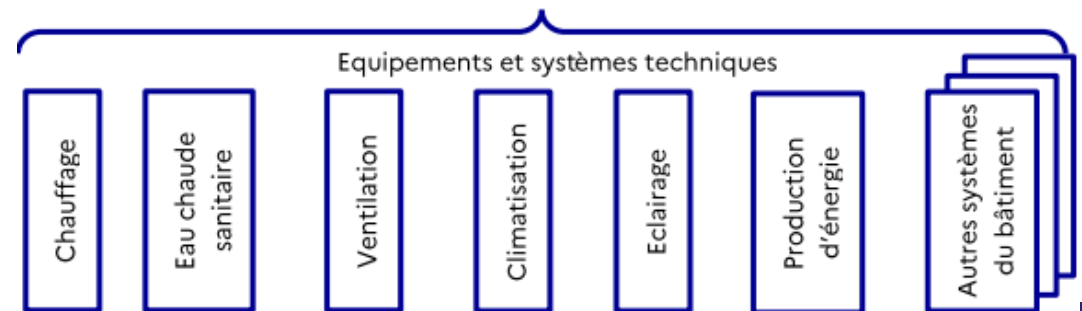 Equipements et systèmes techniques
Chauffage
Eau chaude
sanitaire
Ventilation
Climatisation
Eclairage
Production
d'énergie
Autres systèmes
du bâtiment